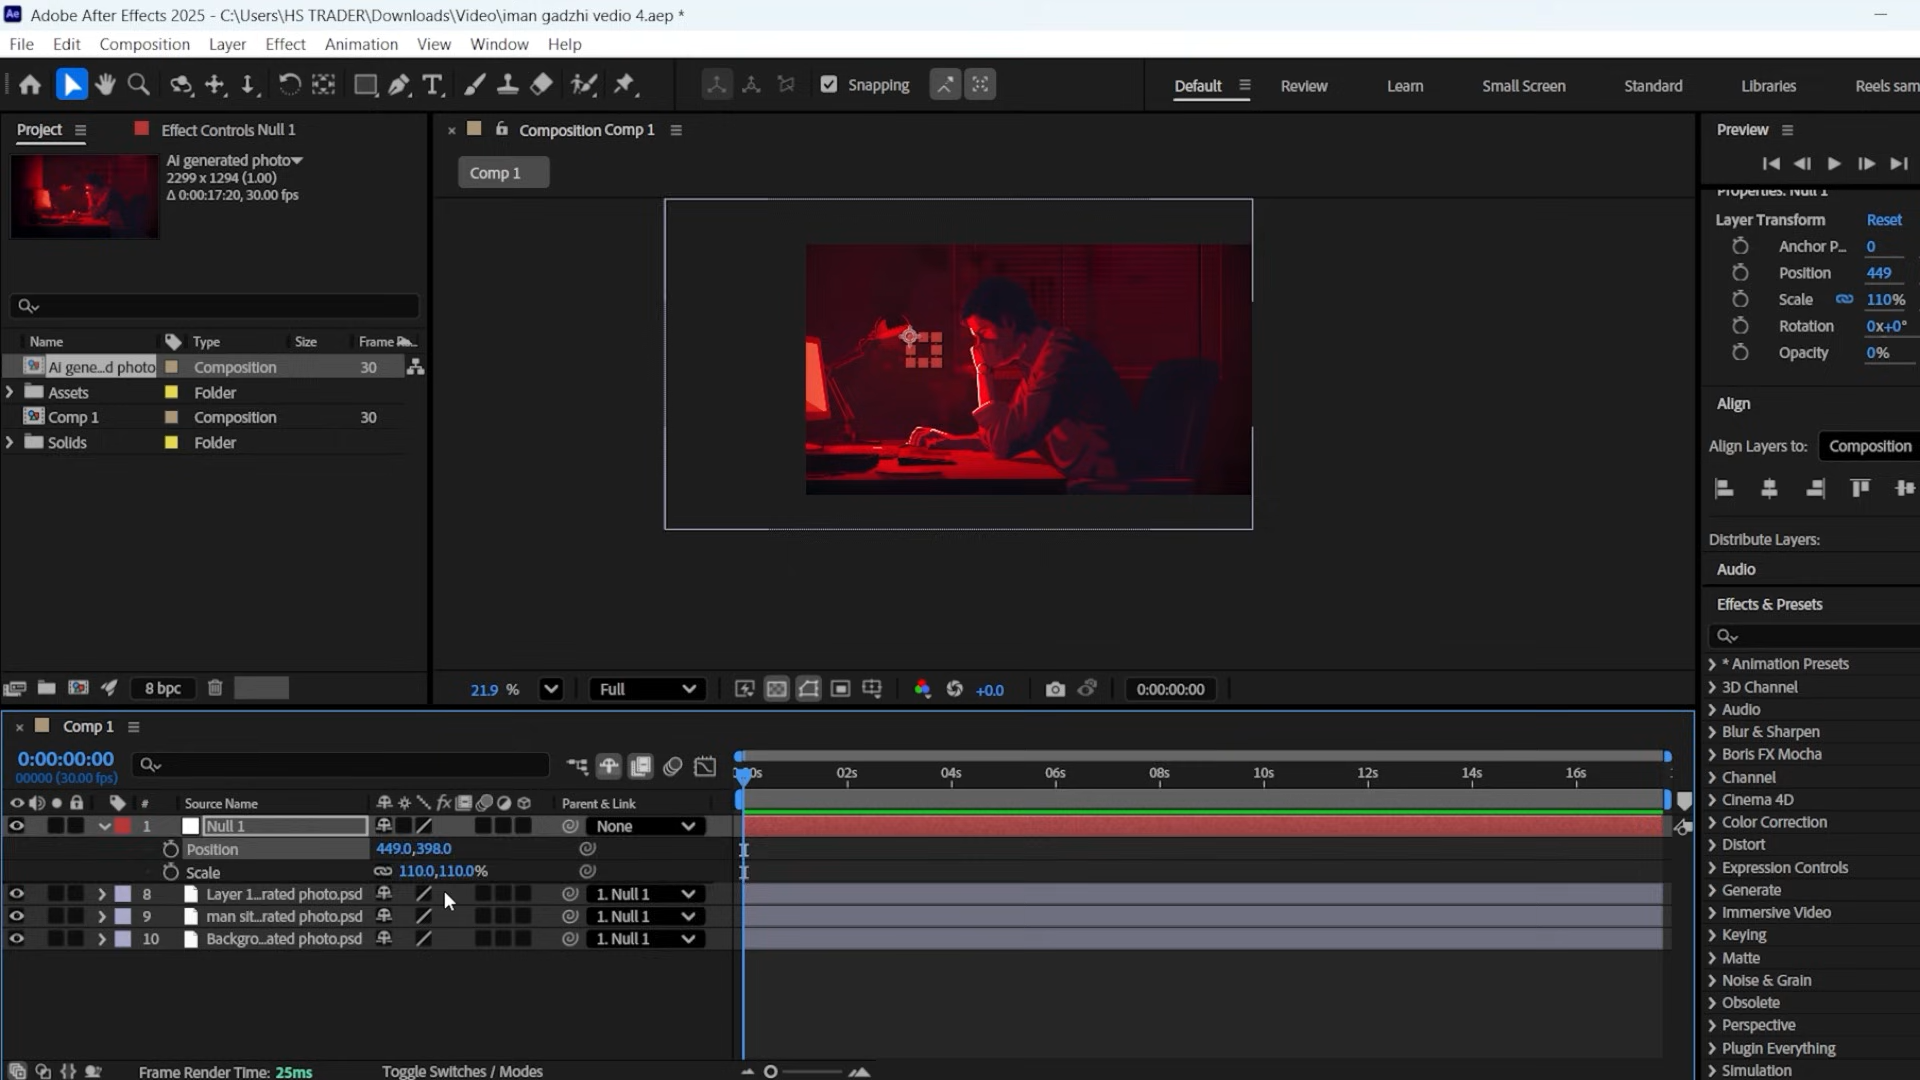 Adobe After Effects 2025 - C:\Users\HS TRADER\Downloads\Video\iman gadzhi vedio 4.aep *
File Edit Composition Layer Effect Animation View Window Help
Snapping Default Review Learn Small Screen Standard Libraries Reels sam
Project Effect Controls Null 1
Ai generated photo
2299 x 1294 (1.00)
Δ 0:00:17:20, 30.00 fps
Name Type Size Frame Ra...
Ai gene...d photo Composition 30
Assets Folder
Comp 1 Composition 30
Solids Folder
8 bpc
Composition Comp 1
Comp 1
21.9 % Full +0.0 0:00:00:00
Preview
Properties: Null 1
Layer Transform Reset
Anchor P... 0
Position 449
Scale 110%
Rotation 0x+0°
Opacity 0%
Align
Align Layers to: Composition
Distribute Layers:
Audio
Effects & Presets
* Animation Presets
3D Channel
Audio
Blur & Sharpen
Boris FX Mocha
Channel
Cinema 4D
Color Correction
Distort
Expression Controls
Generate
Immersive Video
Keying
Matte
Noise & Grain
Obsolete
Perspective
Plugin Everything
Simulation
Comp 1
0:00:00:00
00000 (30.00 fps)
02s 04s 06s 08s 10s 12s 14s 16s
# Source Name fx Parent & Link
1 Null 1 None
Position 449.0,398.0
Scale 110.0,110.0%
8 Layer 1...rated photo.psd 1. Null 1
9 man sit...rated photo.psd 1. Null 1
10 Backgro...ated photo.psd 1. Null 1
Frame Render Time: 25ms Toggle Switches / Modes